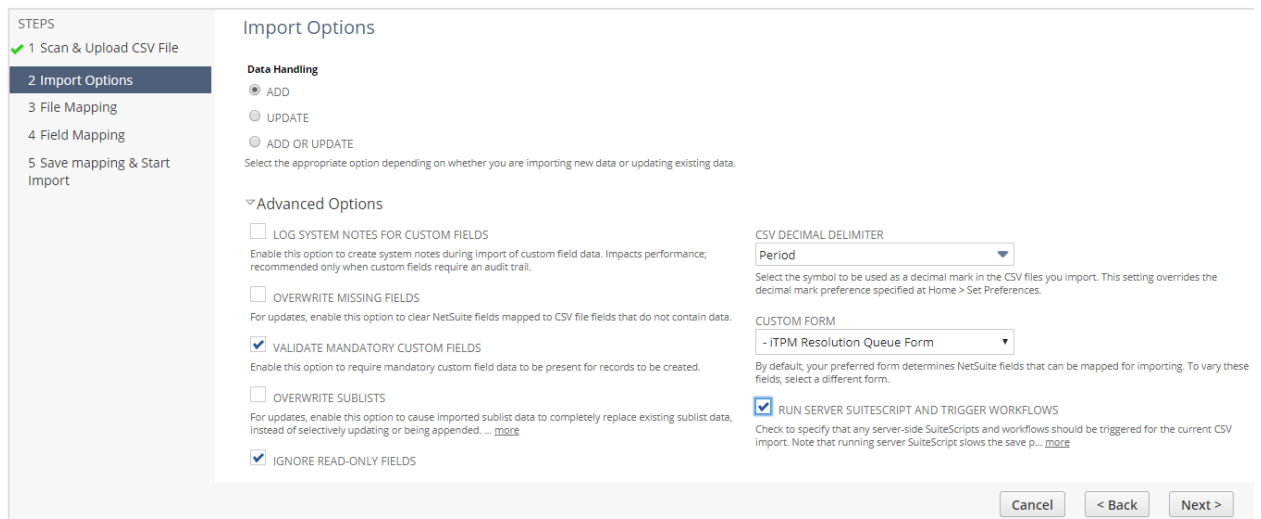 STEPS
1 Scan & Upload CSV File
2 Import Options
3 File Mapping
4 Field Mapping
5 Save mapping & Start
Import
Import Options
Data Handling
ADD
UPDATE
ADD OR UPDATE
Select the appropriate option depending on whether you are importing new data or updating existing data.
Advanced Options
LOG SYSTEM NOTES FOR CUSTOM FIELDS
Enable this option to create system notes during import of custom field data. Impacts performance;
recommended only when custom fields require an audit trail.
OVERWRITE MISSING FIELDS
For updates, enable this option to clear NetSuite fields mapped to CSV file fields that do not contain data.
VALIDATE MANDATORY CUSTOM FIELDS
Enable this option to require mandatory custom field data to be present for records to be created.
OVERWRITE SUBLISTS
For updates, enable this option to cause imported sublist data to completely replace existing sublist data,
instead of selectively updating or being appended. ... more
IGNORE READ-ONLY FIELDS
CSV DECIMAL DELIMITER
Period
Select the symbol to be used as a decimal mark in the CSV files you import. This setting overrides the
decimal mark preference specified at Home > Set Preferences.
CUSTOM FORM
- iTPM Resolution Queue Form
By default, your preferred form determines NetSuite fields that can be mapped for importing. To vary these
fields, select a different form.
RUN SERVER SUITESCRIPT AND TRIGGER WORKFLOWS
Check to specify that any server-side SuiteScripts and workflows should be triggered for the current CSV
import. Note that running server SuiteScript slows the save p... more
Cancel
< Back
Next >